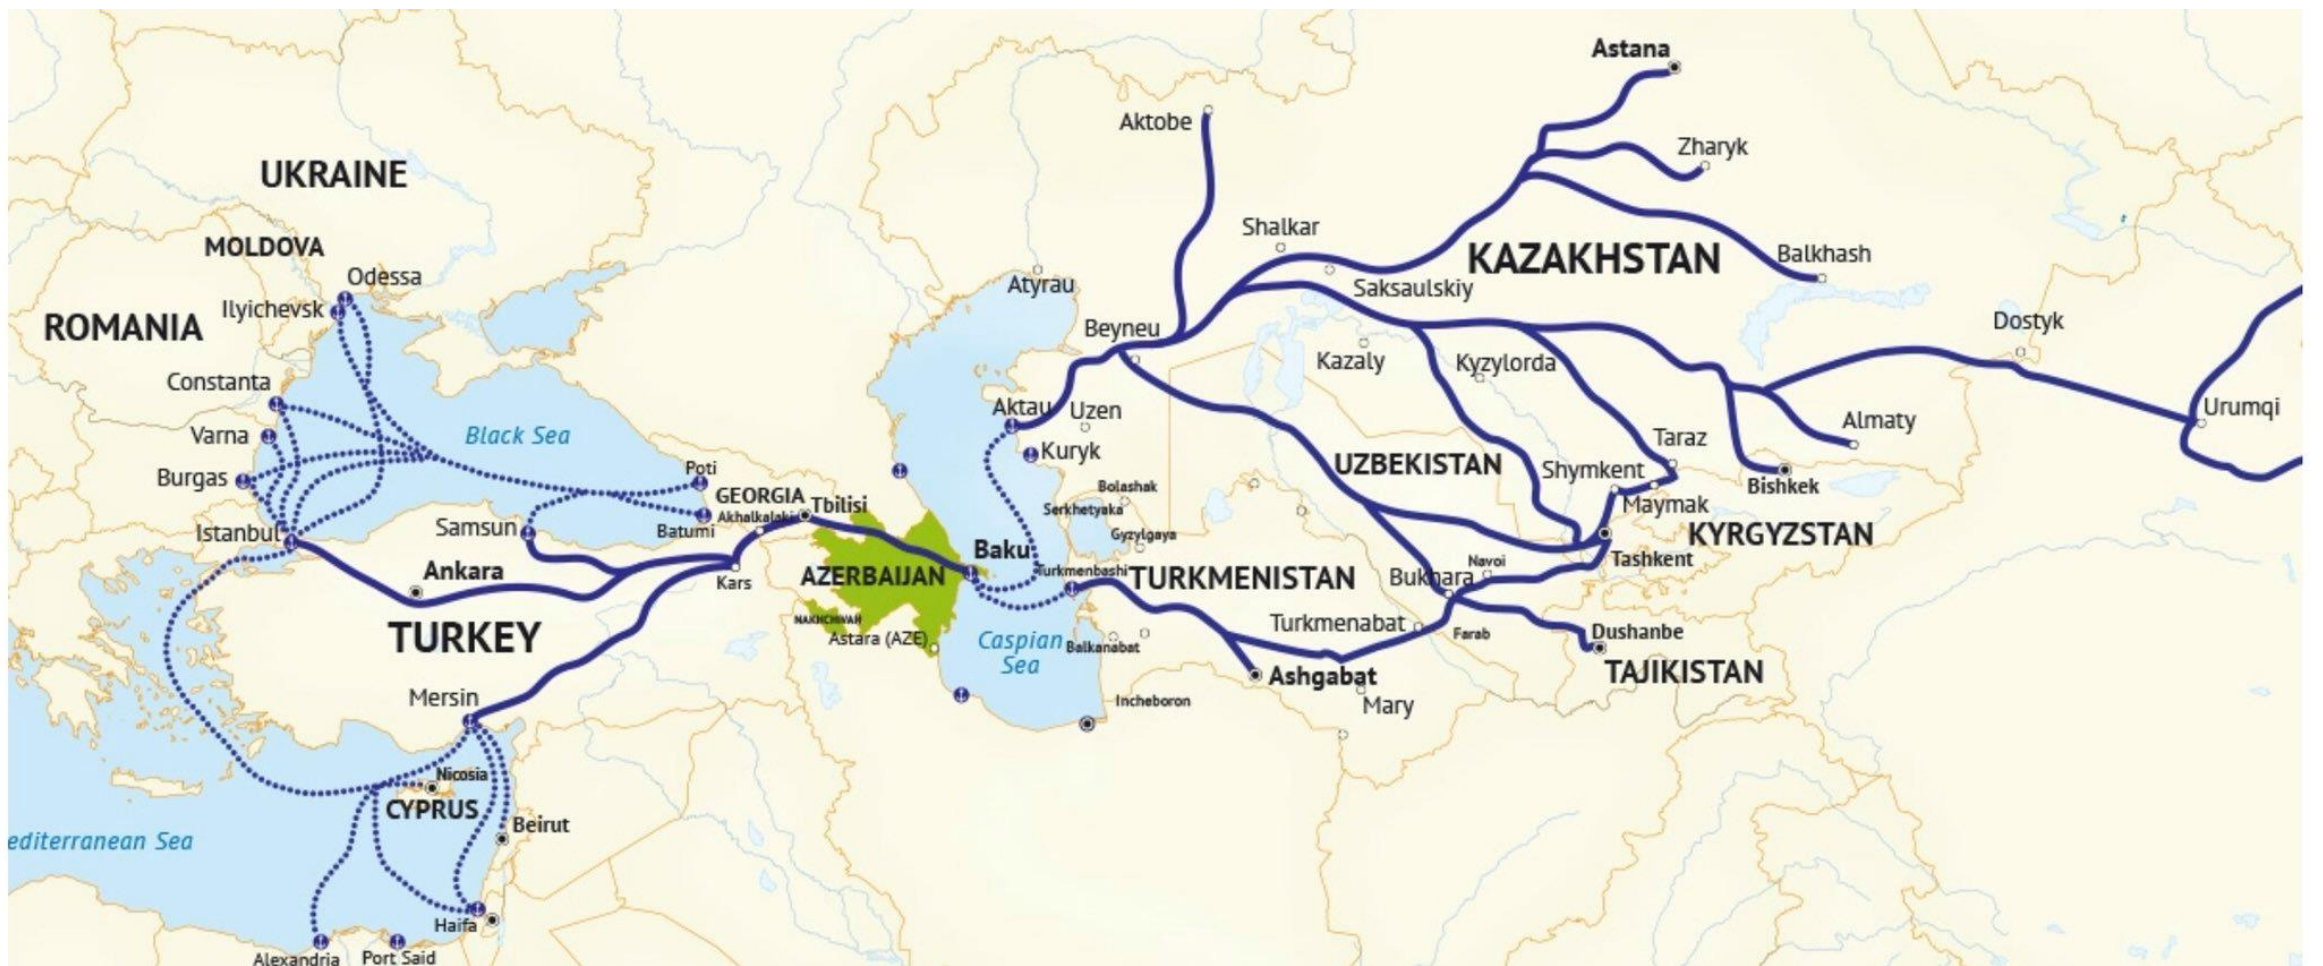 Astana
Aktobe
Zharyk
UKRAINE
Shalkar
MOLDOVA
KAZAKHSTAN
Balkhash
Odessa
Atyrau
Saksaulskiy
Ilyichevsk
ROMANIA
Beyneu
Dostyk
Kazaly
Kyzylorda
Constanta
Aktau
Uzen
Urumqi
Varna
Black Sea
Almaty
Taraz
Kuryk
UZBEKISTAN
Shymkent
Burgas
Poti
Bolashak
Bishkek
GEORGIA
Tbilisi
Serkhetyaka
Maymak
Akhalkalaki
Istanbul
Samsun
Batumi
Gyzylgaya
KYRGYZSTAN
Baku
Navoi
Tashkent
Ankara
Kars
AZERBAIJAN
Turkmenbashi
TURKMENISTAN
Bukhara
NAKHCHIVAN
TURKEY
Astara (AZE)
Caspian
Sea
Balkanabat
Turkmenabat
Farab
Dushanbe
TAJIKISTAN
Ashgabat
Mersin
Incheboron
Mary
Nicosia
CYPRUS
Beirut
editerranean Sea
Haifa
Alexandria
Port Said